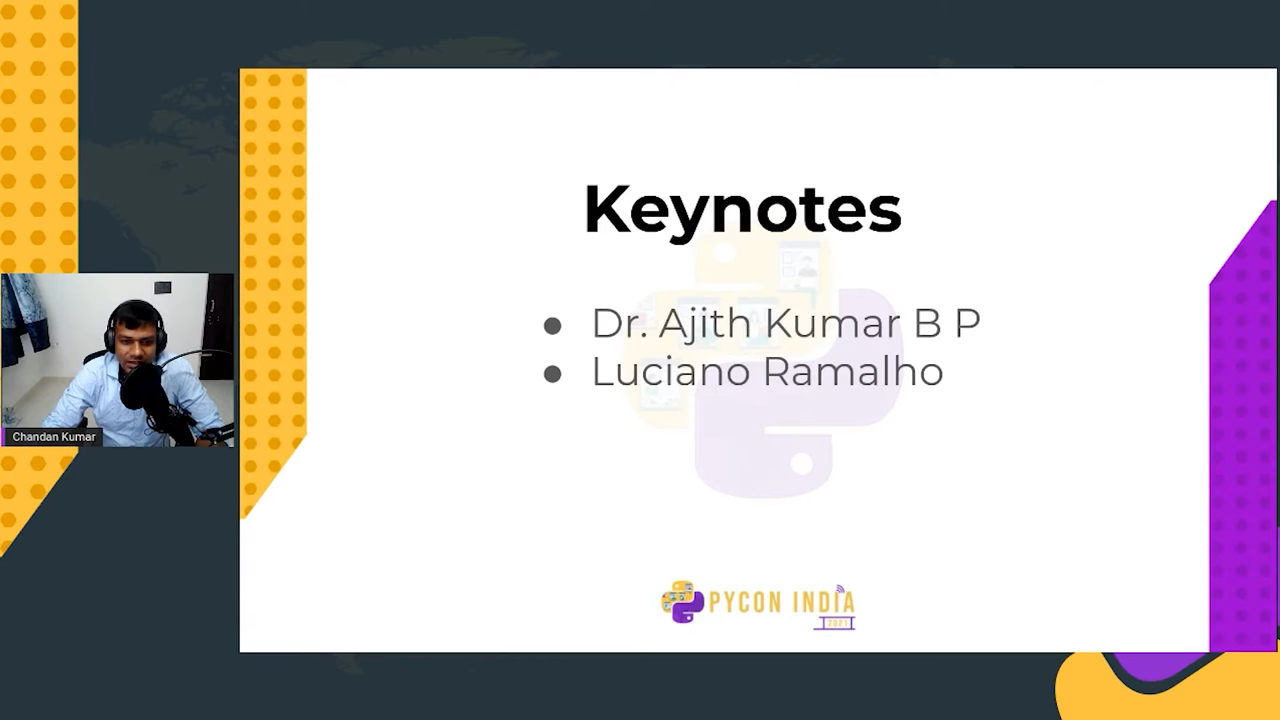 Keynotes
● Dr. Ajith Kumar B P
● Luciano Ramalho
Chandan Kumar
PYCON INDIA
2021